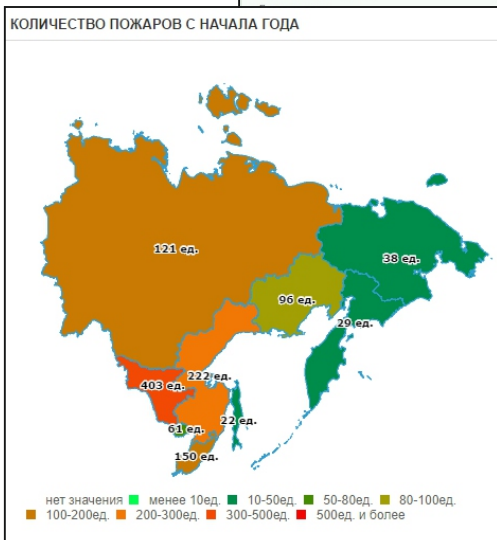 КОЛИЧЕСТВО ПОЖАРОВ С НАЧАЛА ГОДА
121 ед.
38 ед.
96 ед.
29 ед.
222 ед.
403 ед.
22 ед.
61 ед.
150 ед.
нет значения менее 10ед. 10-50ед. 50-80ед. 80-100ед.
100-200ед. 200-300ед. 300-500ед. 500ед. и более